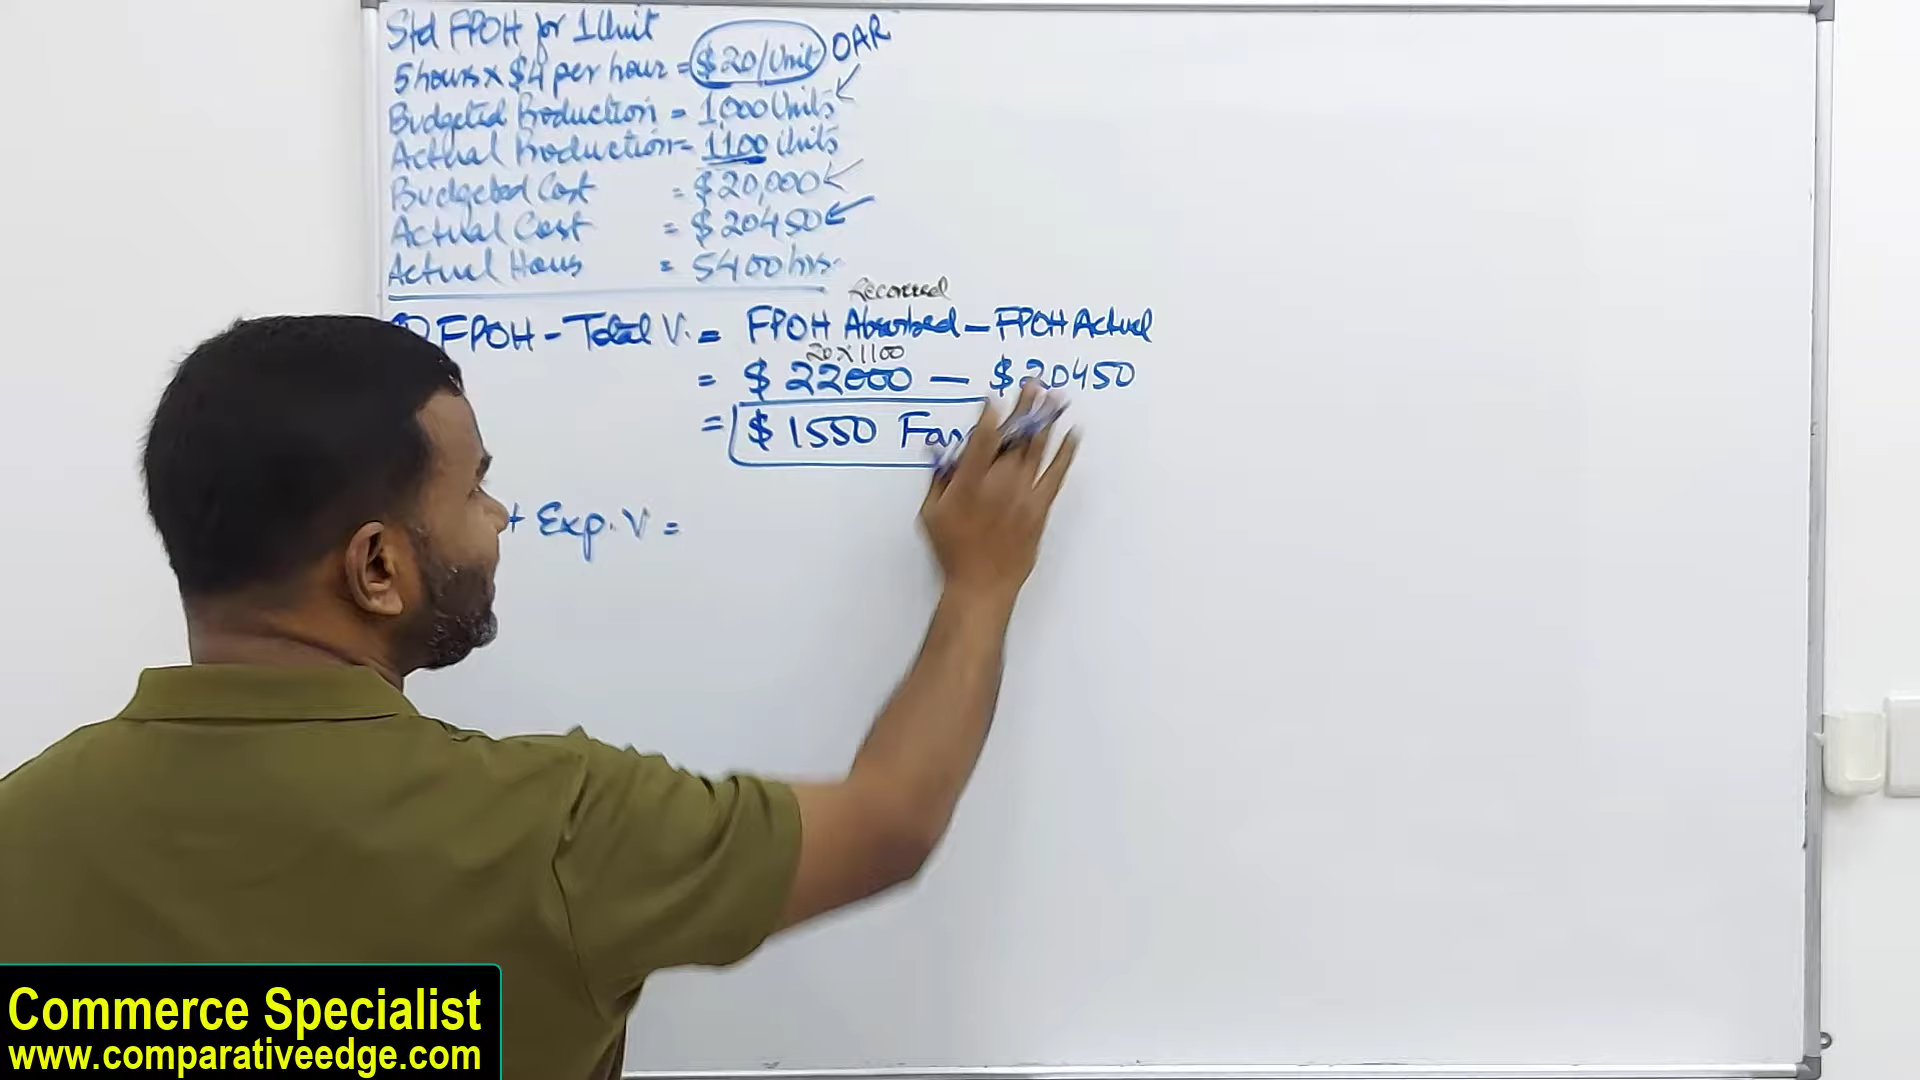 Std FPOH for 1 Unit
5 hours x $4 per hour = $20/Unit OAR
Budgeted Production = 1,000 Units
Actual Production = 1100 Units
Budgeted Cost = $20,000
Actual Cost = $20450
Actual Hours = 5400 hrs.
FPOH - Total V. = FPOH Absorbed - FPOH Actual
20 x 1100
= $22000 - $20450
= $1550 Fav
Exp. V =
Commerce Specialist
www.comparativeedge.com